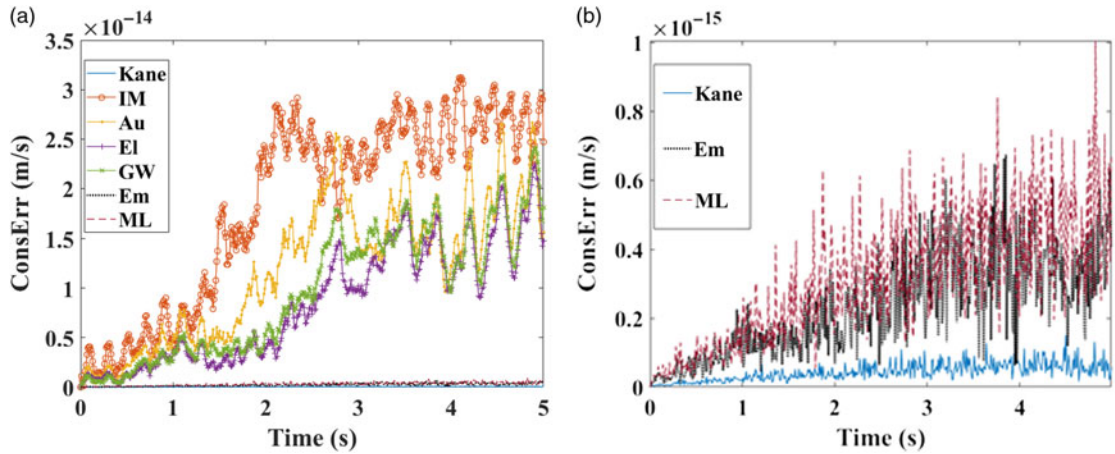 (a)
×10⁻¹⁴
3.5
3
2.5
2
1.5
1
0.5
0
ConsErr (m/s)
Kane
IM
Au
El
GW
Em
ML
0 1 2 3 4 5
Time (s)
(b)
×10⁻¹⁵
1
0.8
0.6
0.4
0.2
0
ConsErr (m/s)
Kane
Em
ML
0 1 2 3 4
Time (s)